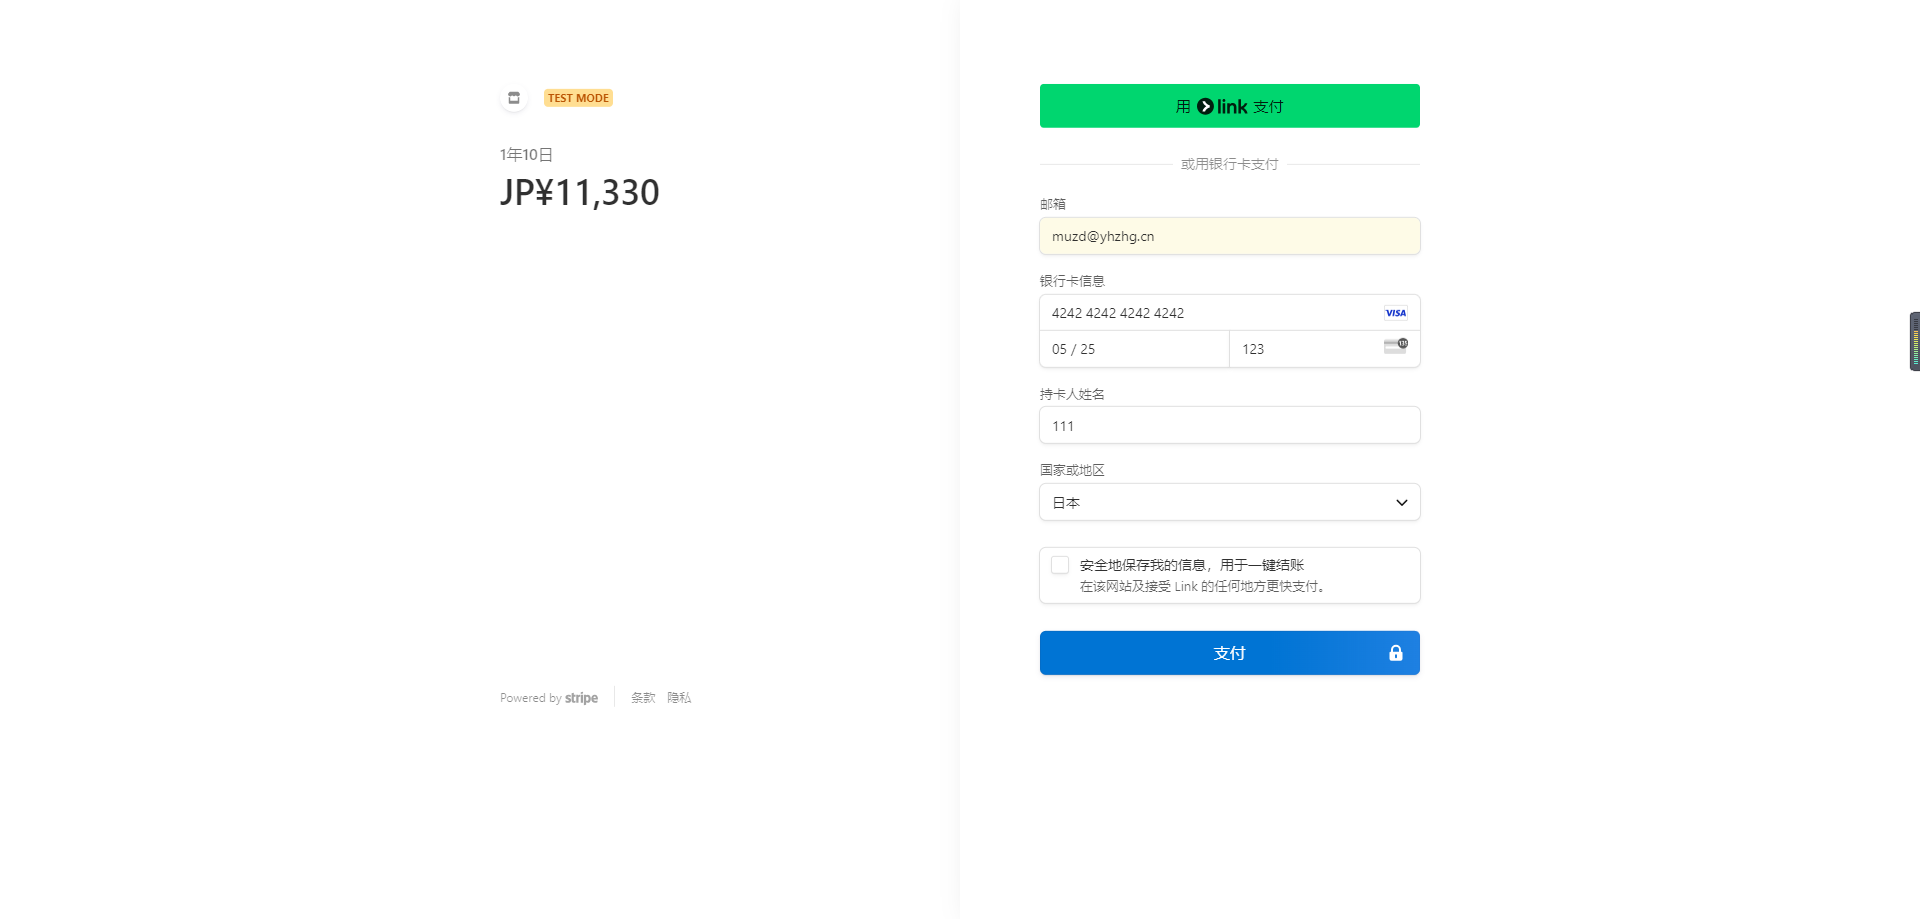 TEST MODE
1年10日
JP¥11,330
Powered by stripe 条款 隐私
用 link 支付
或用银行卡支付
邮箱
muzd@yhzhg.cn
银行卡信息
4242 4242 4242 4242 VISA
05 / 25 123
持卡人姓名
111
国家或地区
日本
安全地保存我的信息，用于一键结账
在该网站及接受 Link 的任何地方更快支付。
支付